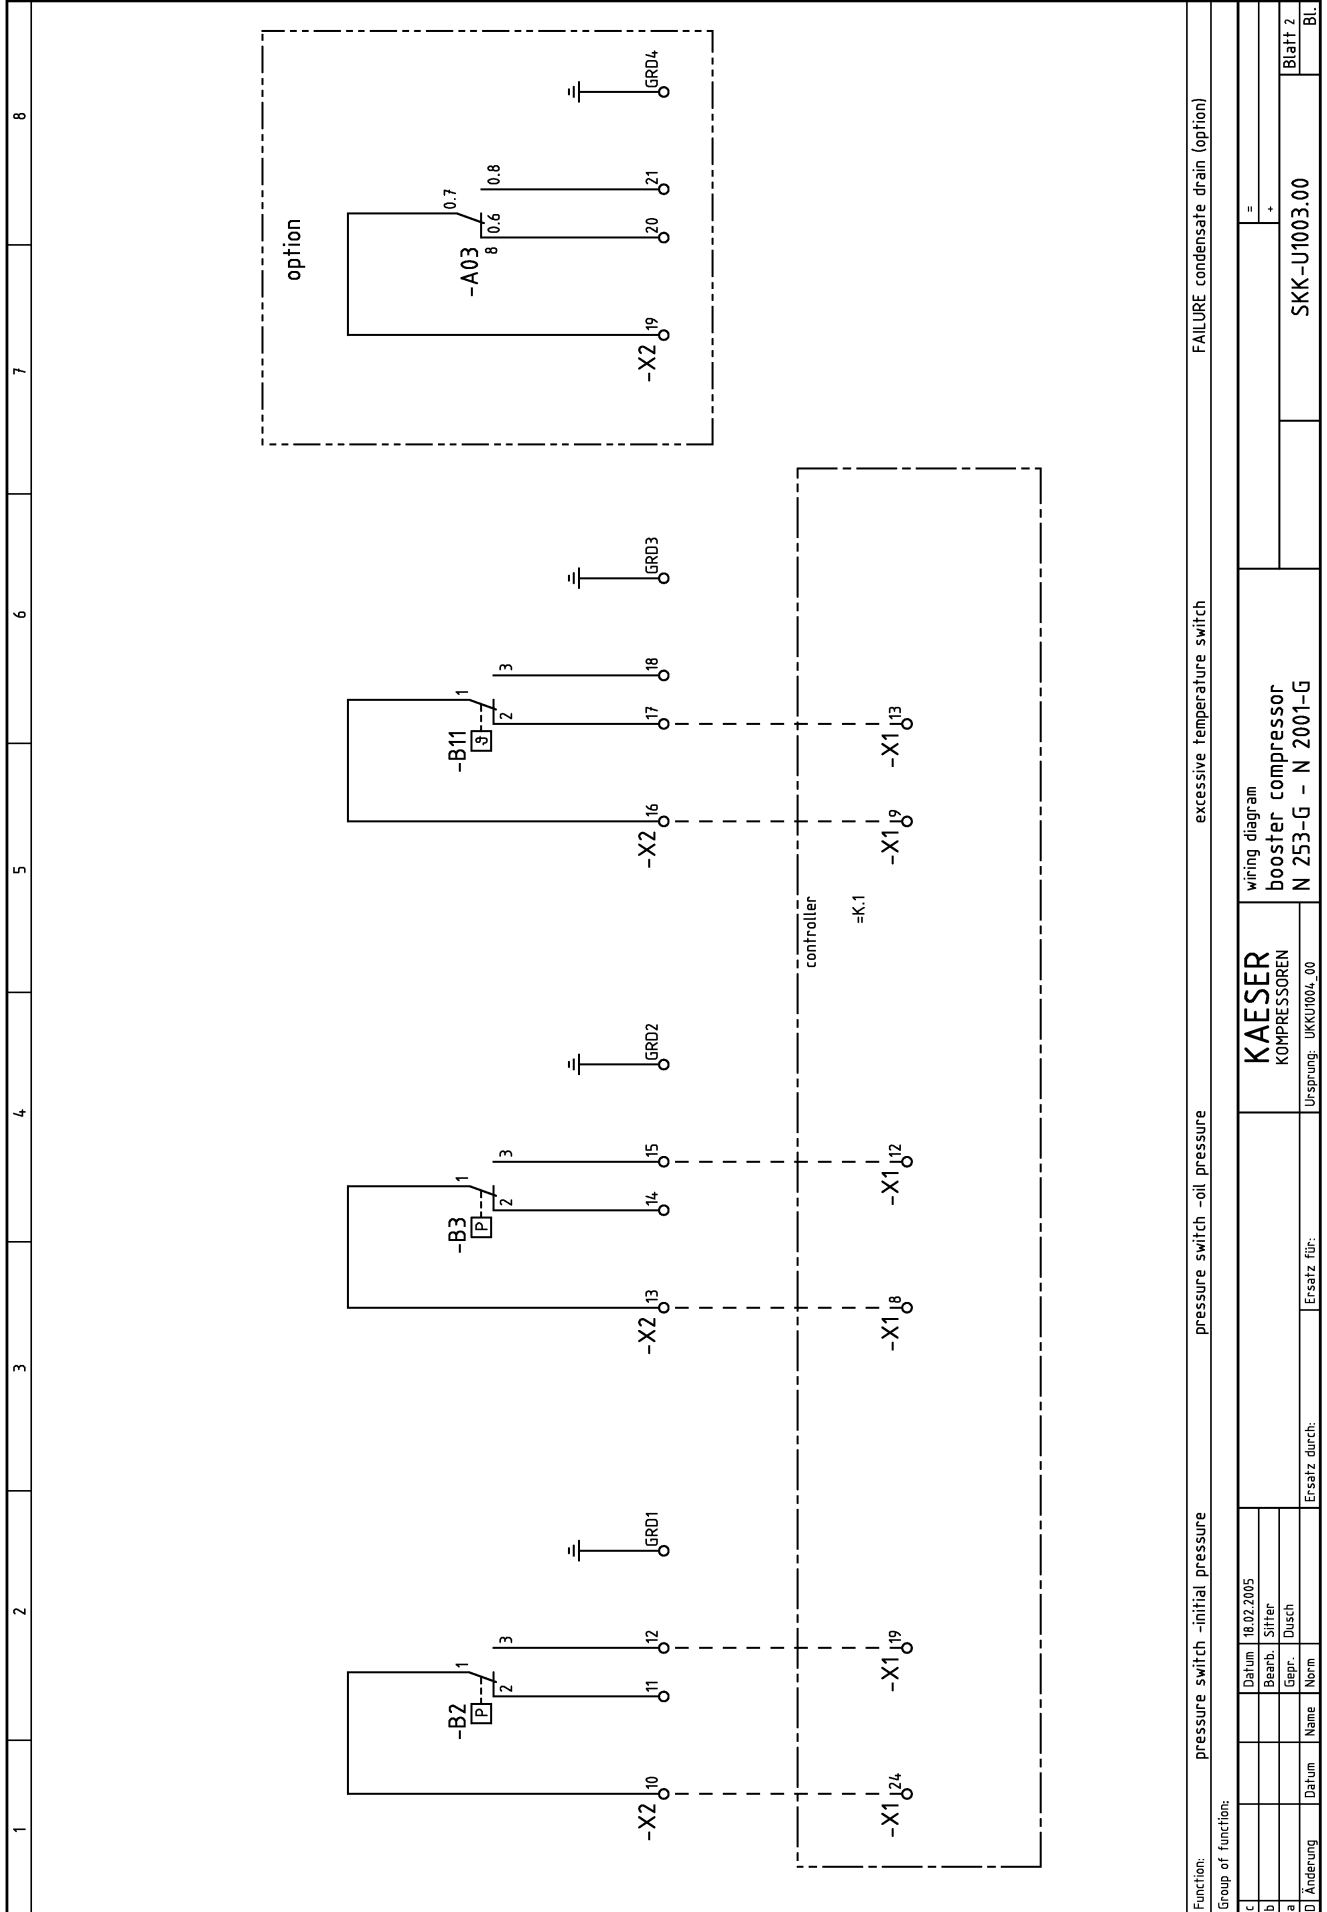 1 2 3 4 5 6 7 8
option
-B2
P
1
2
3
-X2
10
11
12
GRD1
-B3
P
1
2
3
-X2
13
14
15
GRD2
-B11
ϑ
1
2
3
-X2
16
17
18
GRD3
-A03
8
0.7
0.6
0.8
-X2
19
20
21
GRD4
controller
=K.1
-X1 24
-X1 19
-X1 8
-X1 12
-X1 9
-X1 13
Function:
pressure switch -initial pressure
pressure switch -oil pressure
excessive temperature switch
FAILURE condensate drain (option)
Group of function:
c
b
a
D Änderung Datum Name
Datum 18.02.2005
Bearb. Sitter
Gepr. Dusch
Norm
Ersatz durch:
Ersatz für:
KAESER
KOMPRESSOREN
Ursprung: UKKU1004_00
wiring diagram
booster compressor
N 253-G - N 2001-G
=
+
SKK-U1003.00
Blatt 2
Bl.